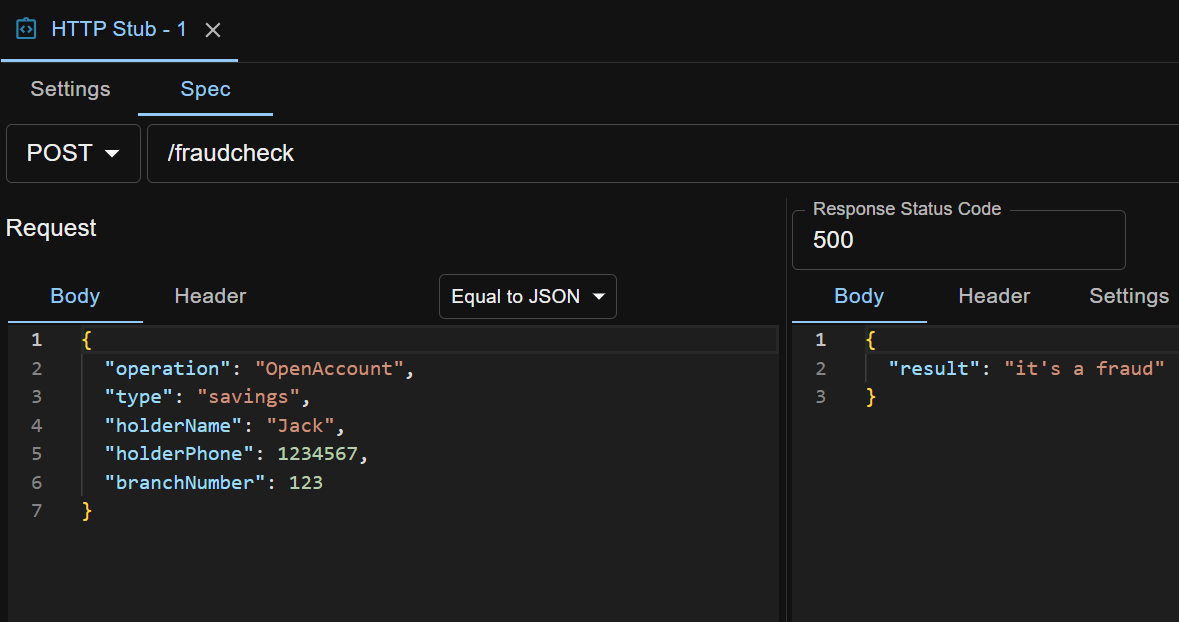 HTTP Stub - 1
Settings Spec
POST /fraudcheck
Request
Body Header Equal to JSON
1 {
2 "operation": "OpenAccount",
3 "type": "savings",
4 "holderName": "Jack",
5 "holderPhone": 1234567,
6 "branchNumber": 123
7 }
Response Status Code
500
Body Header Settings
1 {
2 "result": "it's a fraud"
3 }